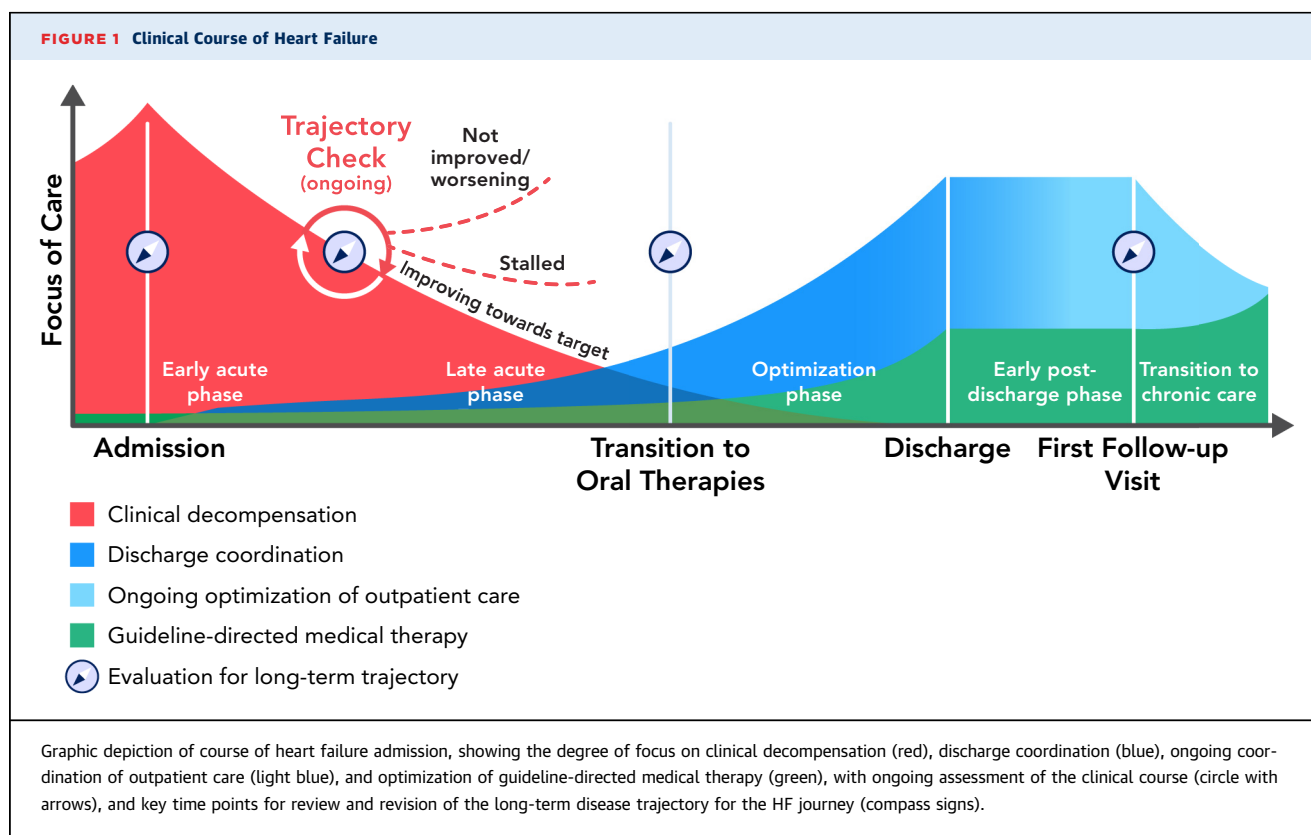 FIGURE 1 Clinical Course of Heart Failure
Focus of Care
Trajectory
Check
(ongoing)
Not
improved/
worsening
Stalled
Improving towards target
Early acute
phase
Late acute
phase
Optimization
phase
Early post-
discharge phase
Transition to
chronic care
Admission
Transition to
Oral Therapies
Discharge
First Follow-up
Visit
Clinical decompensation
Discharge coordination
Ongoing optimization of outpatient care
Guideline-directed medical therapy
Evaluation for long-term trajectory
Graphic depiction of course of heart failure admission, showing the degree of focus on clinical decompensation (red), discharge coordination (blue), ongoing coor-
dination of outpatient care (light blue), and optimization of guideline-directed medical therapy (green), with ongoing assessment of the clinical course (circle with
arrows), and key time points for review and revision of the long-term disease trajectory for the HF journey (compass signs).